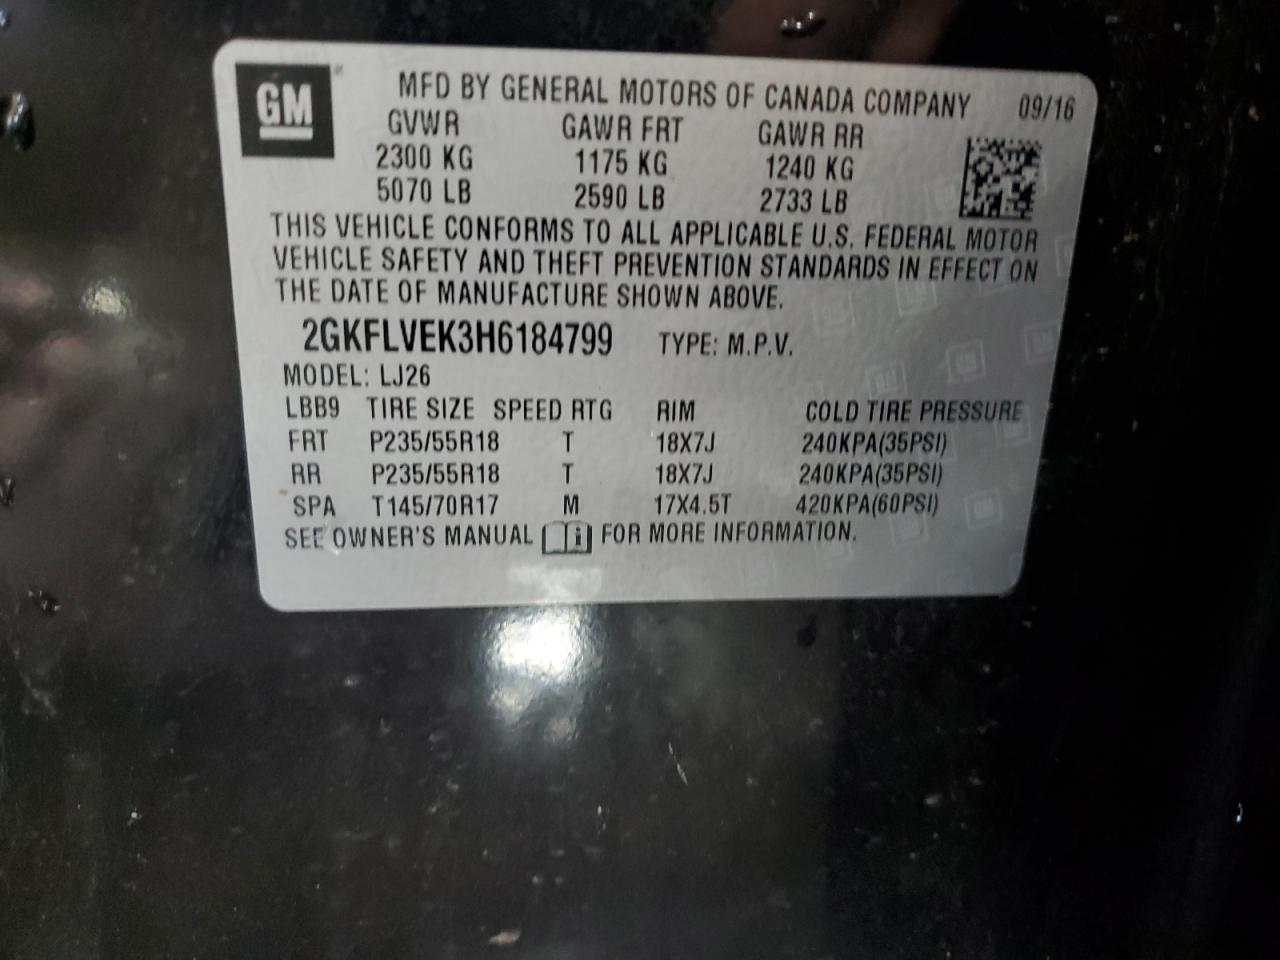 GM
MFD BY GENERAL MOTORS OF CANADA COMPANY 09/16
GVWR GAWR FRT GAWR RR
2300 KG 1175 KG 1240 KG
5070 LB 2590 LB 2733 LB
THIS VEHICLE CONFORMS TO ALL APPLICABLE U.S. FEDERAL MOTOR
VEHICLE SAFETY AND THEFT PREVENTION STANDARDS IN EFFECT ON
THE DATE OF MANUFACTURE SHOWN ABOVE.
2GKFLVEK3H6184799 TYPE: M.P.V.
MODEL: LJ26
LBB9 TIRE SIZE SPEED RTG RIM COLD TIRE PRESSURE
FRT P235/55R18 T 18X7J 240KPA(35PSI)
RR P235/55R18 T 18X7J 240KPA(35PSI)
SPA T145/70R17 M 17X4.5T 420KPA(60PSI)
SEE OWNER'S MANUAL i FOR MORE INFORMATION.